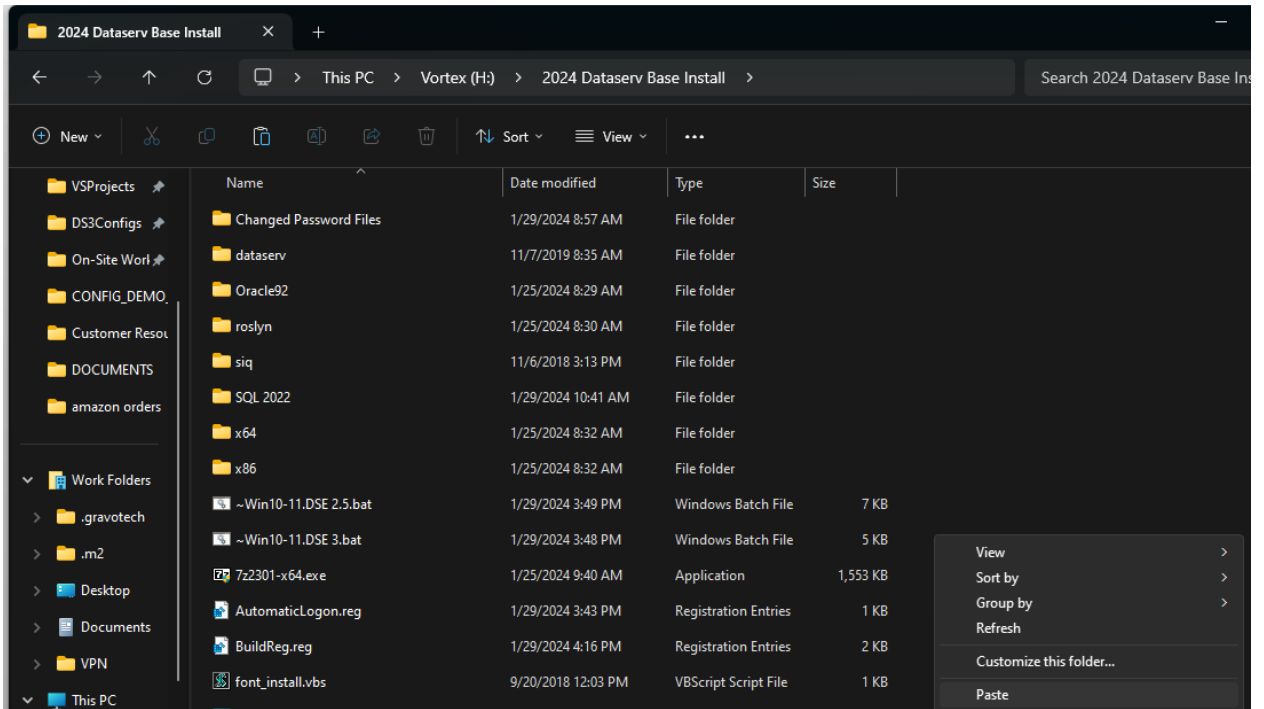 2024 Dataserv Base Install
This PC > Vortex (H:) > 2024 Dataserv Base Install >
Search 2024 Dataserv Base Ins
New
Sort
View
VSProjects
DS3Configs
On-Site Worl
CONFIG_DEMO_
Customer Resou
DOCUMENTS
amazon orders
Work Folders
.gravotech
.m2
Desktop
Documents
VPN
This PC
Name Date modified Type Size
Changed Password Files 1/29/2024 8:57 AM File folder
dataserv 11/7/2019 8:35 AM File folder
Oracle92 1/25/2024 8:29 AM File folder
roslyn 1/25/2024 8:30 AM File folder
siq 11/6/2018 3:13 PM File folder
SQL 2022 1/29/2024 10:41 AM File folder
x64 1/25/2024 8:32 AM File folder
x86 1/25/2024 8:32 AM File folder
~Win10-11.DSE 2.5.bat 1/29/2024 3:49 PM Windows Batch File 7 KB
~Win10-11.DSE 3.bat 1/29/2024 3:48 PM Windows Batch File 5 KB
7z2301-x64.exe 1/25/2024 9:40 AM Application 1,553 KB
AutomaticLogon.reg 1/29/2024 3:43 PM Registration Entries 1 KB
BuildReg.reg 1/29/2024 4:16 PM Registration Entries 2 KB
font_install.vbs 9/20/2018 12:03 PM VBScript Script File 1 KB
View
Sort by
Group by
Refresh
Customize this folder...
Paste